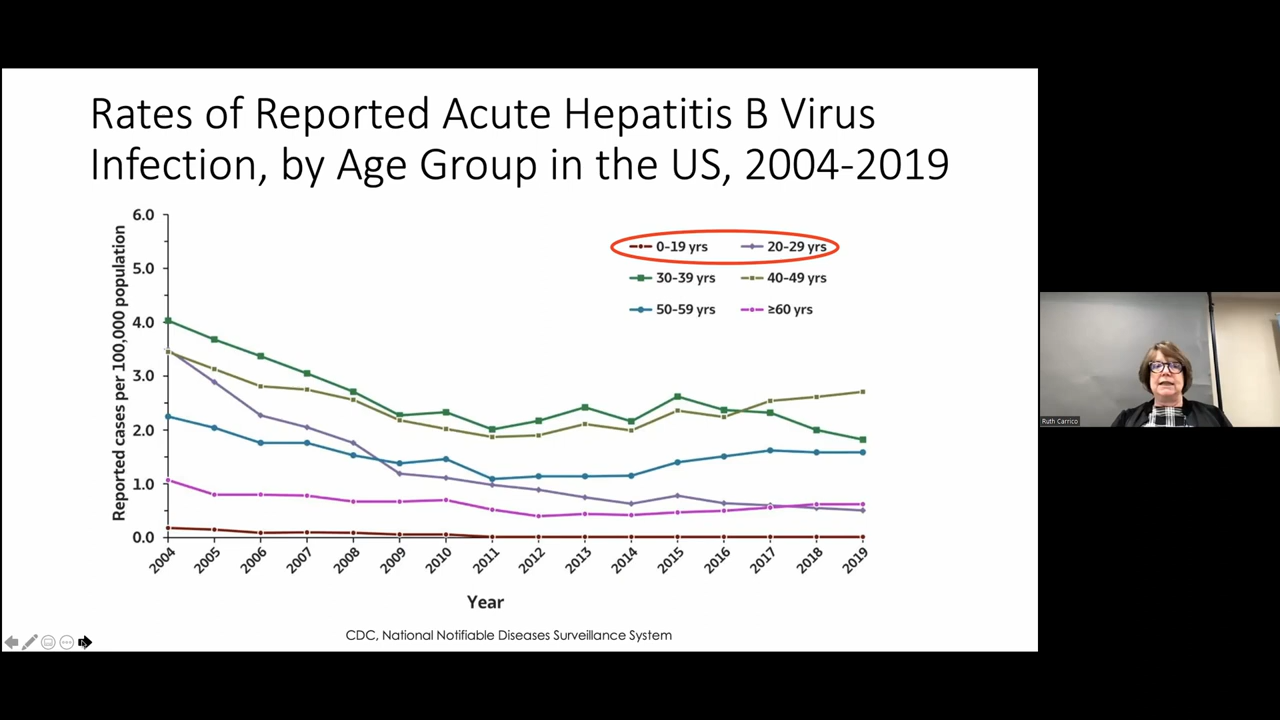 Rates of Reported Acute Hepatitis B Virus
Infection, by Age Group in the US, 2004-2019
Reported cases per 100,000 population
6.0
5.0
4.0
3.0
2.0
1.0
0.0
0-19 yrs 20-29 yrs
30-39 yrs 40-49 yrs
50-59 yrs ≥60 yrs
2004 2005 2006 2007 2008 2009 2010 2011 2012 2013 2014 2015 2016 2017 2018 2019
Year
CDC, National Notifiable Diseases Surveillance System
Ruth Carrico